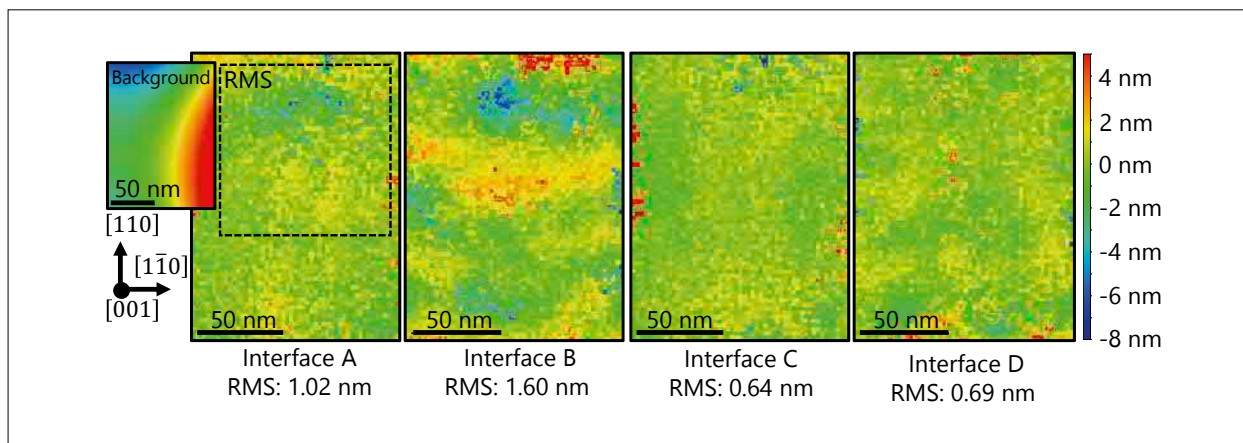 Background
RMS
50 nm
[110]
[11̄0]
[001]
50 nm
50 nm
50 nm
50 nm
4 nm
2 nm
0 nm
-2 nm
-4 nm
-6 nm
-8 nm
Interface A
RMS: 1.02 nm
Interface B
RMS: 1.60 nm
Interface C
RMS: 0.64 nm
Interface D
RMS: 0.69 nm